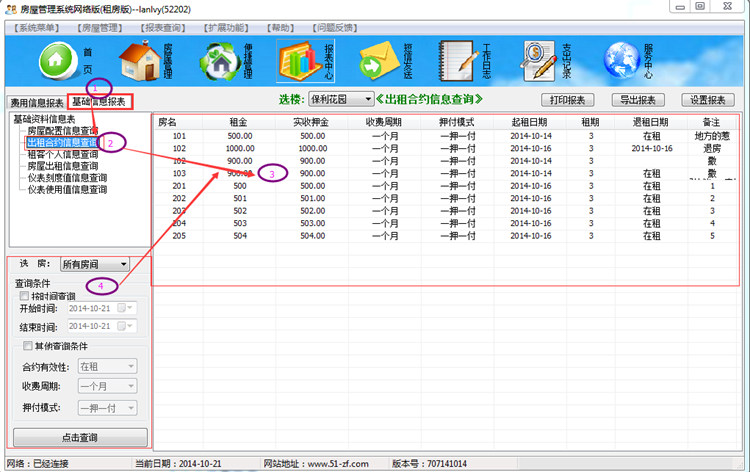 房屋管理系统网络版(租房版)--lanlvy(52202)
【系统菜单】 【房屋管理】 【报表查询】 【扩展功能】 【帮助】 【问题反馈】
首页 房屋管理 便捷管理 报表中心 短信发送 工作日志 支出记录 服务中心
1
费用信息报表 基础信息报表 选楼: 保利花园 《出租合约信息查询》 打印报表 导出报表 设置报表
基础资料信息表
房屋配置信息查询
出租合约信息查询
2
租客个人信息查询
房屋出租信息查询
仪表刻度值信息查询
仪表使用值信息查询
房名 租金 实收押金 收费周期 押付模式 起租日期 租期 退租日期 备注
101 500.00 500.00 一个月 一押一付 2014-10-14 3 在租 地方的葱
102 1000.00 1000.00 一个月 一押一付 2014-10-16 3 2014-10-16 退房
102 900.00 900.00 一个月 一押一付 2014-10-14 3 撒
103 900.00 3 900.00 一个月 一押一付 2014-10-14 3 在租 撒
201 500 500.00 一个月 一押一付 2014-10-16 3 在租 1
202 501 501.00 一个月 一押一付 2014-10-16 3 在租 2
203 502 502.00 一个月 一押一付 2014-10-16 3 在租 3
204 503 503.00 一个月 一押一付 2014-10-16 3 在租 4
205 504 504.00 一个月 一押一付 2014-10-16 3 在租 5
选 房: 所有房间
查询条件
4
按时间查询
开始时间: 2014-10-21
结束时间: 2014-10-21
其他查询条件
合约有效性: 在租
收费周期: 一个月
押付模式: 一押一付
点击查询
网络：已经连接 当前日期：2014-10-21 网站地址：www.51-zf.com 版本号：707141014